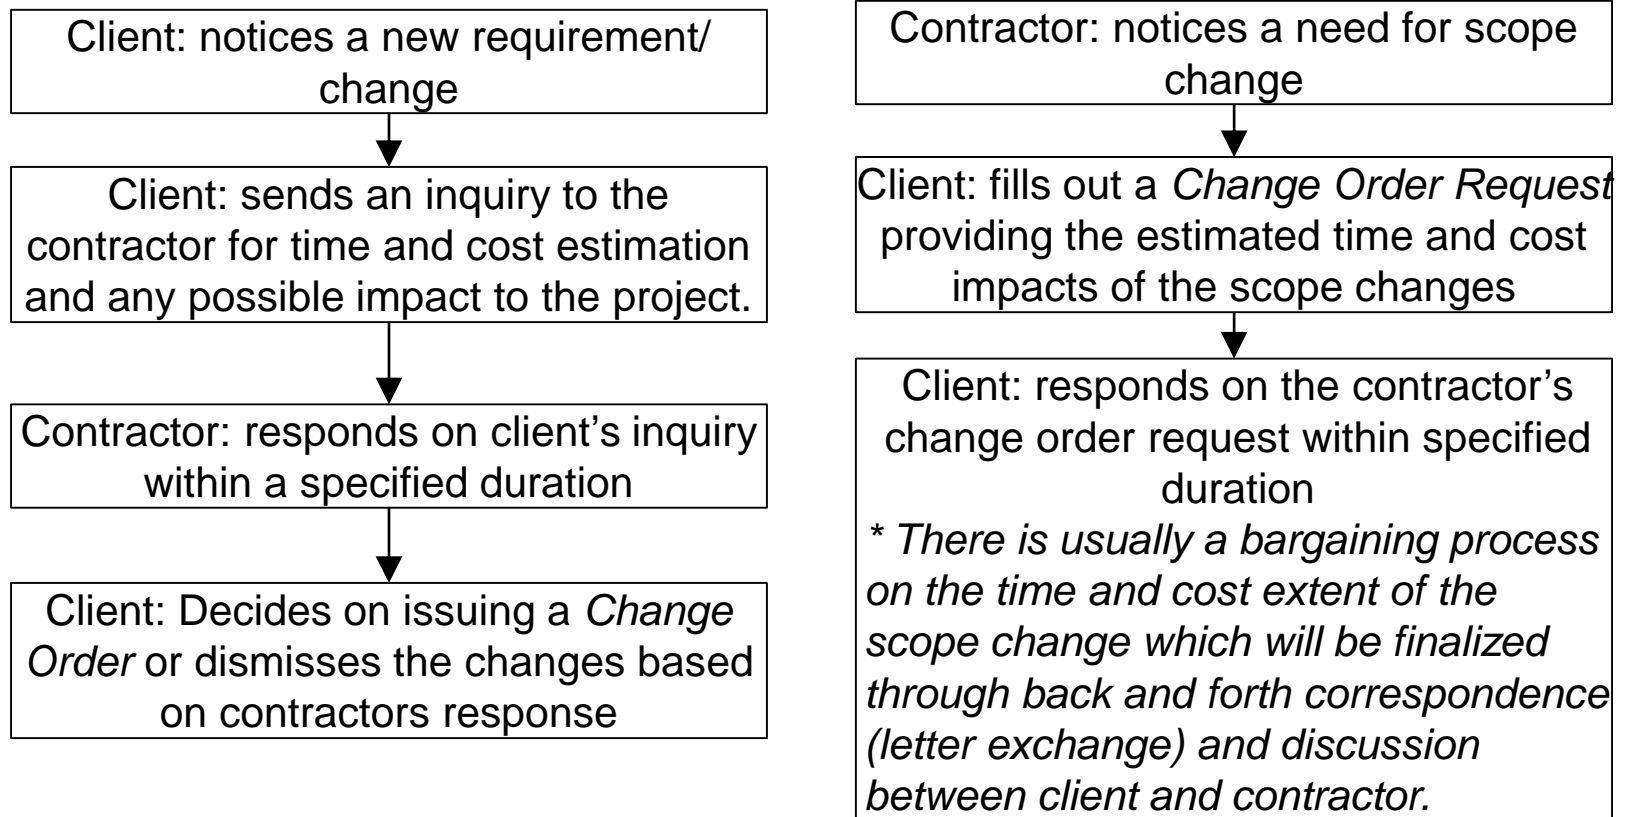 Client: notices a new requirement/
change
Client: sends an inquiry to the
contractor for time and cost estimation
and any possible impact to the project.
Contractor: responds on client’s inquiry
within a specified duration
Client: Decides on issuing a Change
Order or dismisses the changes based
on contractors response
Contractor: notices a need for scope
change
Client: fills out a Change Order Request
providing the estimated time and cost
impacts of the scope changes
Client: responds on the contractor’s
change order request within specified
duration
* There is usually a bargaining process
on the time and cost extent of the
scope change which will be finalized
through back and forth correspondence
(letter exchange) and discussion
between client and contractor.